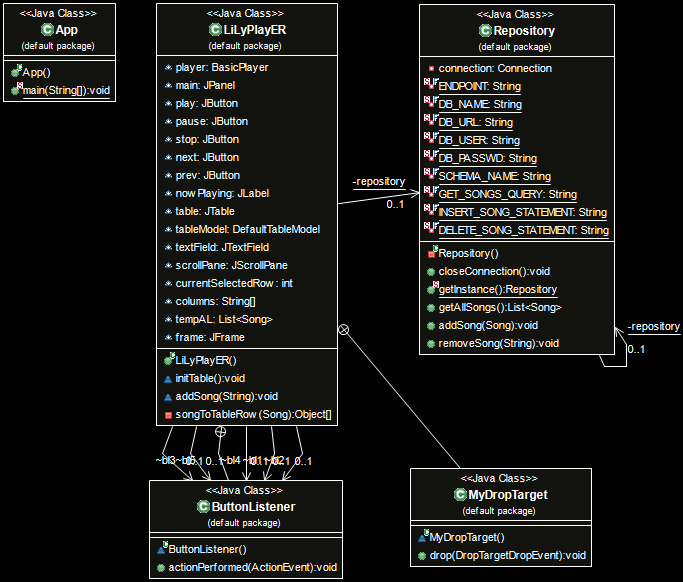 <<Java Class>>
App
(default package)
App()
main(String[]):void
<<Java Class>>
LiLyPlayER
(default package)
player: BasicPlayer
main: JPanel
play: JButton
pause: JButton
stop: JButton
next: JButton
prev: JButton
nowPlaying: JLabel
table: JTable
tableModel: DefaultTableModel
textField: JTextField
scrollPane: JScrollPane
currentSelectedRow: int
columns: String[]
tempAL: List<Song>
frame: JFrame
LiLyPlayER()
initTable():void
addSong(String):void
songToTableRow(Song):Object[]
<<Java Class>>
Repository
(default package)
connection: Connection
ENDPOINT: String
DB_NAME: String
DB_URL: String
DB_USER: String
DB_PASSWD: String
SCHEMA_NAME: String
GET_SONGS_QUERY: String
INSERT_SONG_STATEMENT: String
DELETE_SONG_STATEMENT: String
Repository()
closeConnection():void
getInstance():Repository
getAllSongs():List<Song>
addSong(Song):void
removeSong(String):void
-repository
0..1
-repository
0..1
~bl3 ~bl5 0..1 0..1 ~bl4 ~bl1 0..1 ~bl2 0..1 0..1
<<Java Class>>
ButtonListener
(default package)
ButtonListener()
actionPerformed(ActionEvent):void
<<Java Class>>
MyDropTarget
(default package)
MyDropTarget()
drop(DropTargetDropEvent):void